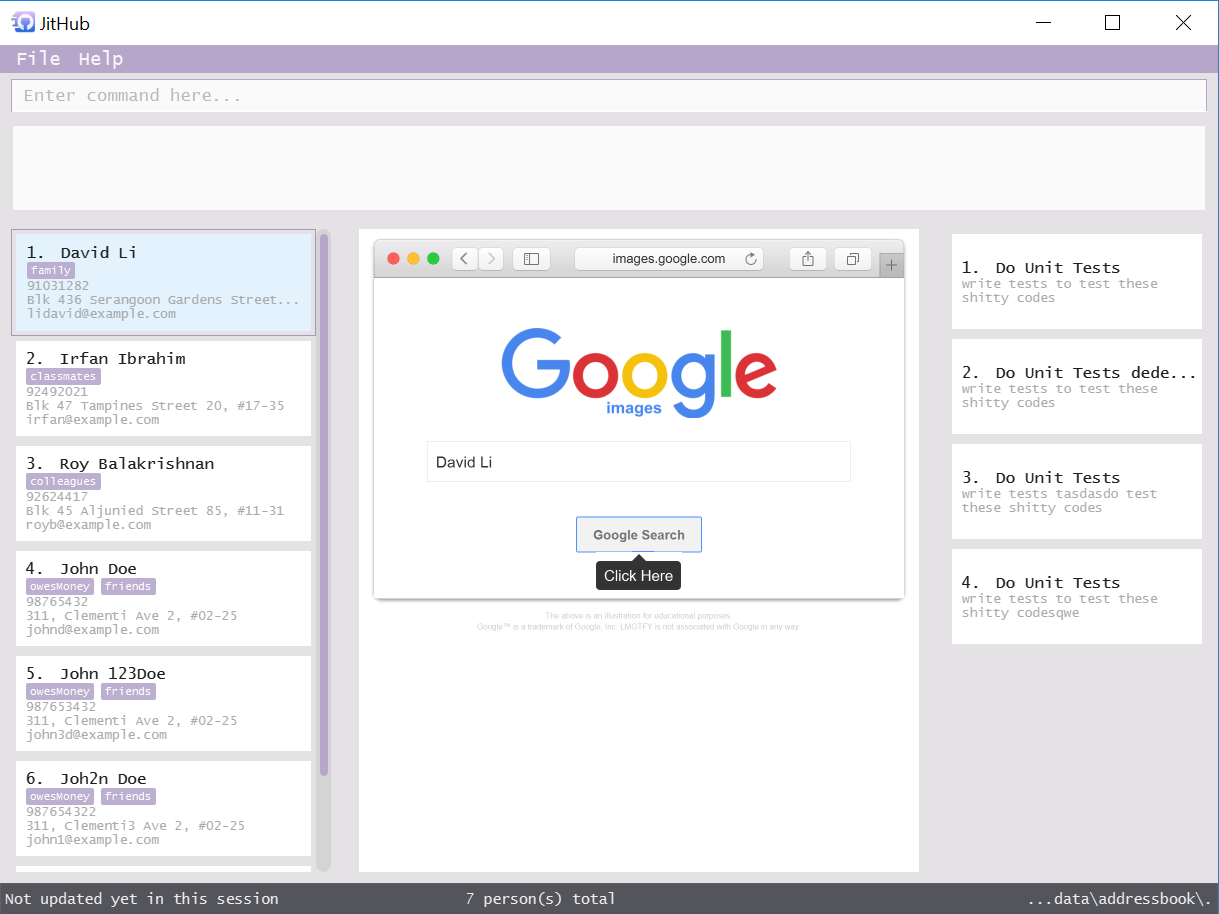 JitHub
File Help
Enter command here...
1. David Li
family
91031282
Blk 436 Serangoon Gardens Street...
lidavid@example.com
2. Irfan Ibrahim
classmates
92492021
Blk 47 Tampines Street 20, #17-35
irfan@example.com
3. Roy Balakrishnan
colleagues
92624417
Blk 45 Aljunied Street 85, #11-31
royb@example.com
4. John Doe
owesMoney friends
98765432
311, Clementi Ave 2, #02-25
johnd@example.com
5. John 123Doe
owesMoney friends
987653432
311, Clementi Ave 2, #02-25
john3d@example.com
6. Joh2n Doe
owesMoney friends
987654322
311, Clementi3 Ave 2, #02-25
john1@example.com
images.google.com
Google
images
David Li
Google Search
Click Here
The above is an illustration for educational purposes.
Google™ is a trademark of Google, Inc. LMGTFY is not associated with Google in any way
1. Do Unit Tests
write tests to test these
shitty codes
2. Do Unit Tests dede...
write tests to test these
shitty codes
3. Do Unit Tests
write tests tasdasdo test
these shitty codes
4. Do Unit Tests
write tests to test these
shitty codesqwe
Not updated yet in this session
7 person(s) total
...data\addressbook\.